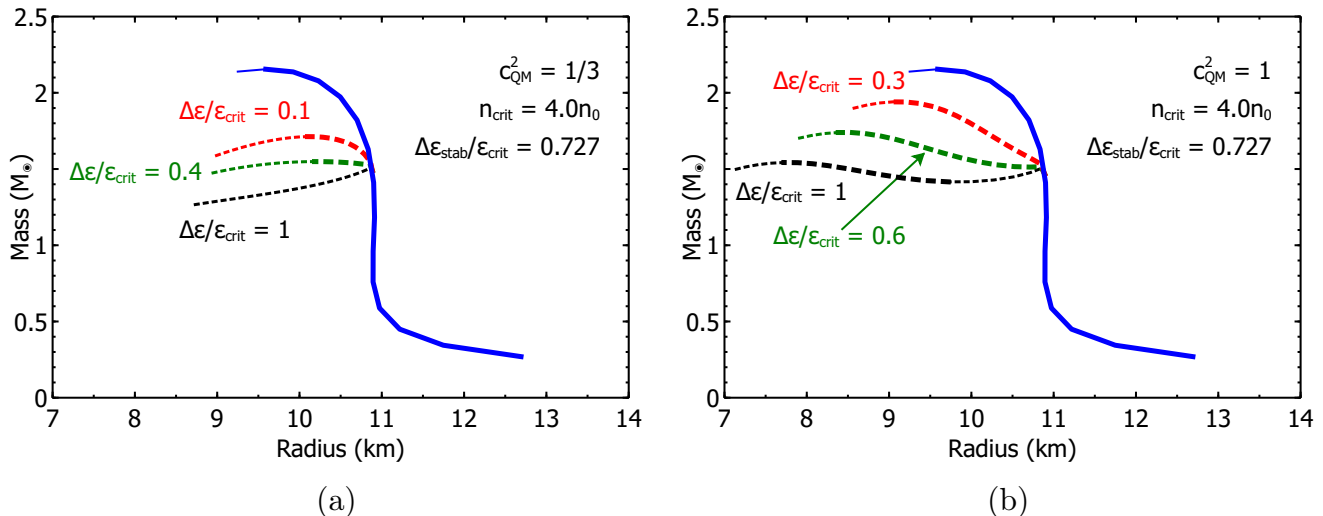 2.5
2
1.5
1
0.5
0
7 8 9 10 11 12 13 14
Mass (M⊙)
Radius (km)
c²QM = 1/3
ncrit = 4.0n0
Δεstab/εcrit = 0.727
Δε/εcrit = 0.1
Δε/εcrit = 0.4
Δε/εcrit = 1
(a)
2.5
2
1.5
1
0.5
0
7 8 9 10 11 12 13 14
Mass (M⊙)
Radius (km)
c²QM = 1
ncrit = 4.0n0
Δεstab/εcrit = 0.727
Δε/εcrit = 0.3
Δε/εcrit = 1
Δε/εcrit = 0.6
(b)